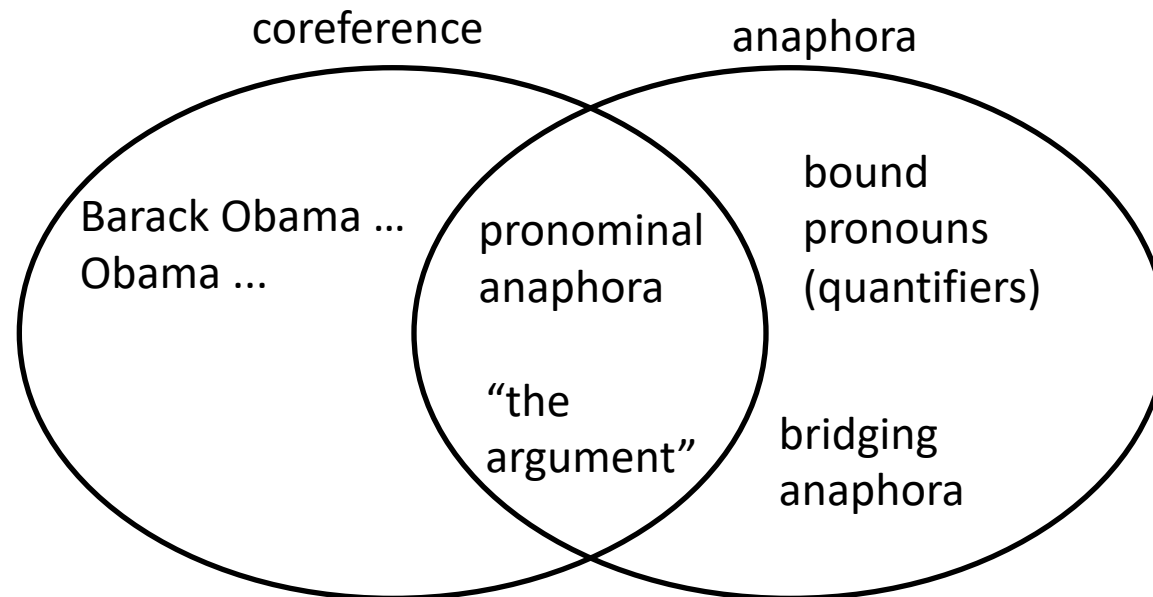 coreference
anaphora
Barack Obama ...
Obama ...
pronominal
anaphora
“the
argument”
bound
pronouns
(quantifiers)
bridging
anaphora